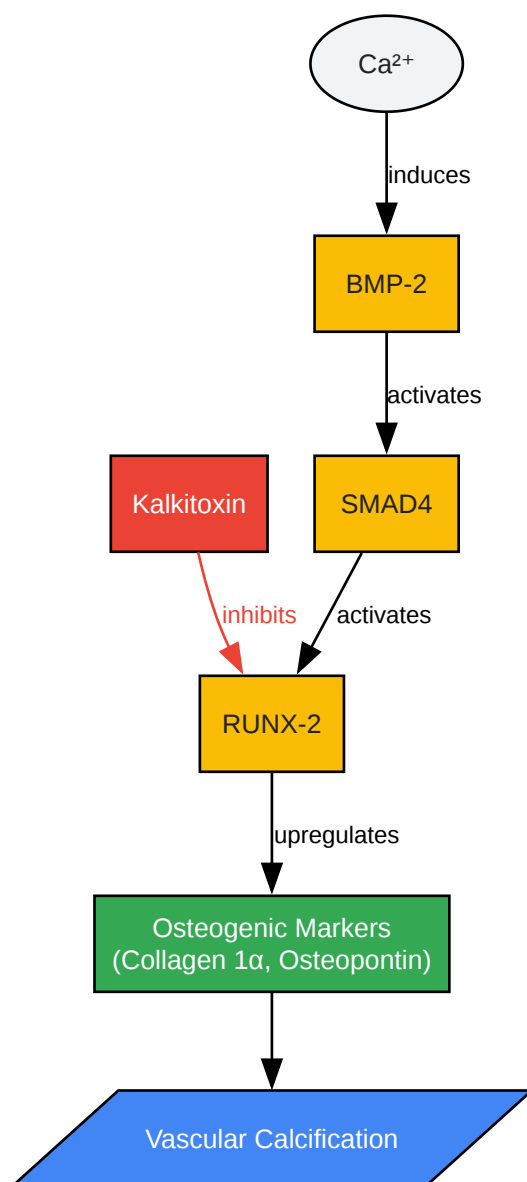 Ca²⁺
induces
BMP-2
activates
Kalkitoxin
SMAD4
inhibits
activates
RUNX-2
upregulates
Osteogenic Markers
(Collagen 1α, Osteopontin)
Vascular Calcification